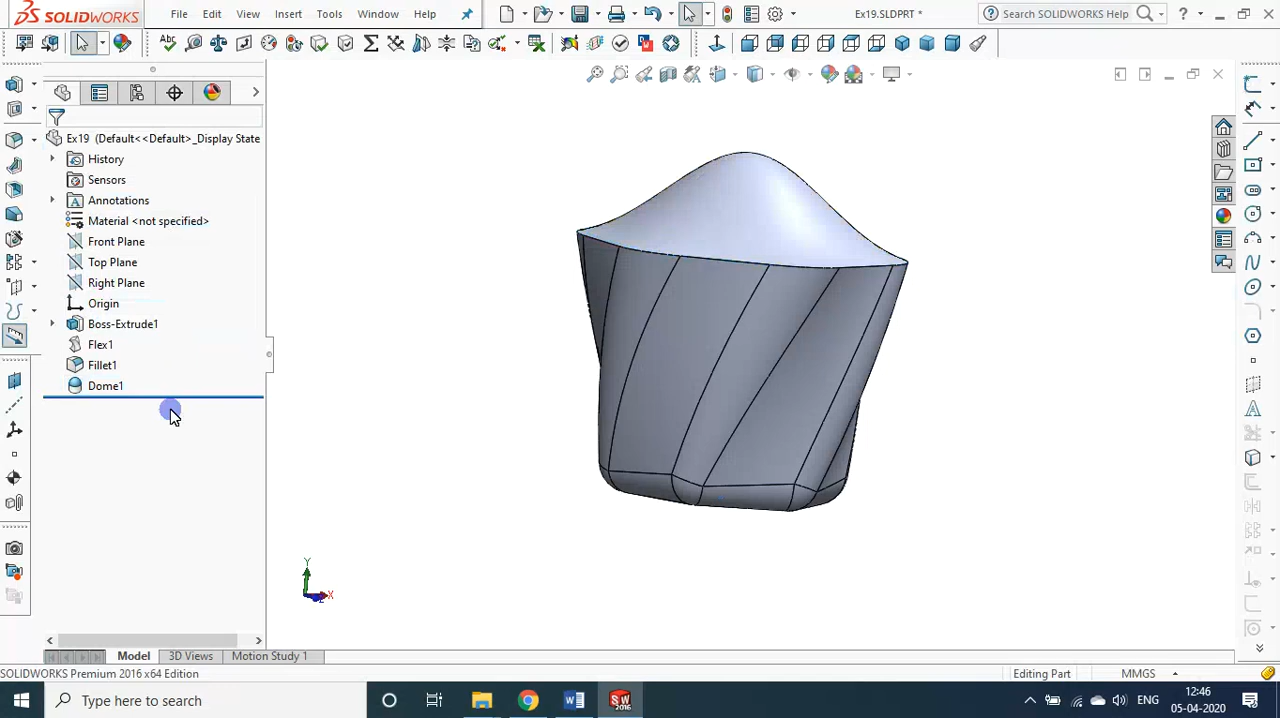 SOLIDWORKS File Edit View Insert Tools Window Help Ex19.SLDPRT * Search SOLIDWORKS Help ?
Ex19 (Default<<Default>_Display State
History
Sensors
Annotations
Material <not specified>
Front Plane
Top Plane
Right Plane
Origin
Boss-Extrude1
Flex1
Fillet1
Dome1
Y
X
Model 3D Views Motion Study 1
SOLIDWORKS Premium 2016 x64 Edition Editing Part MMGS
Type here to search ENG 12:46
05-04-2020